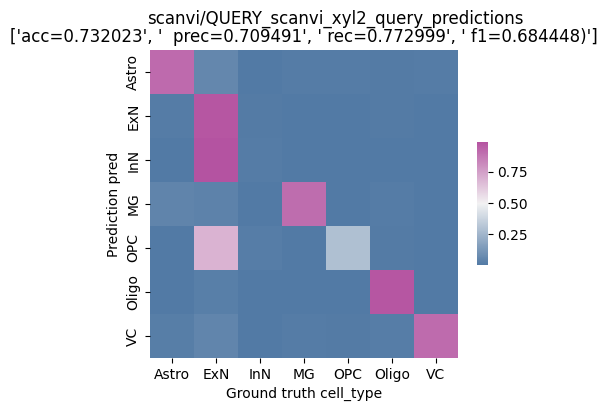 scanvi/QUERY_scanvi_xyl2_query_predictions
['acc=0.732023', '  prec=0.709491', ' rec=0.772999', ' f1=0.684448)']
Astro
ExN
InN
MG
OPC
Oligo
VC
Prediction pred
0.75
0.50
0.25
Astro ExN InN MG OPC Oligo VC
Ground truth cell_type